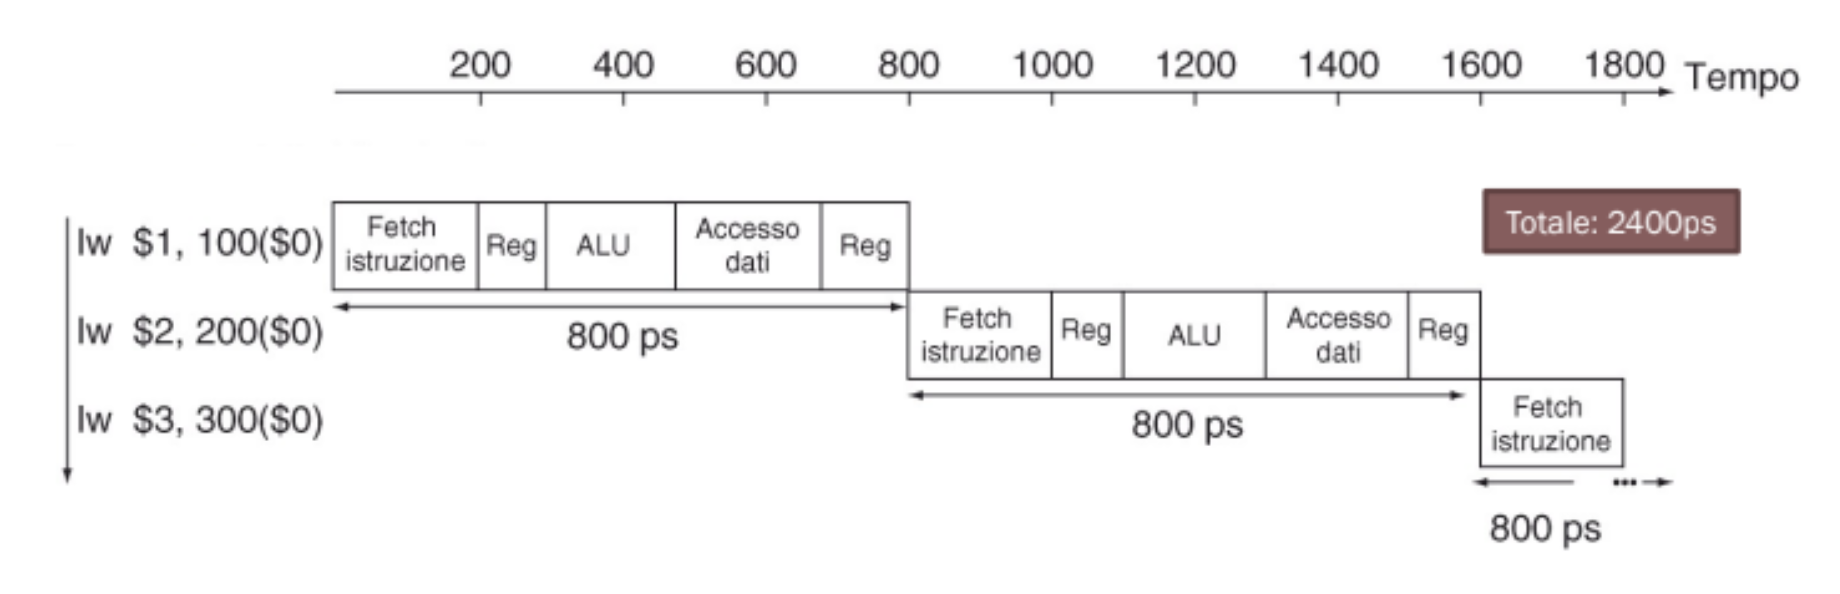 200 400 600 800 1000 1200 1400 1600 1800 Tempo
Totale: 2400ps
lw $1, 100($0)
Fetch
istruzione
Reg
ALU
Accesso
dati
Reg
800 ps
lw $2, 200($0)
Fetch
istruzione
Reg
ALU
Accesso
dati
Reg
800 ps
lw $3, 300($0)
Fetch
istruzione
...
800 ps